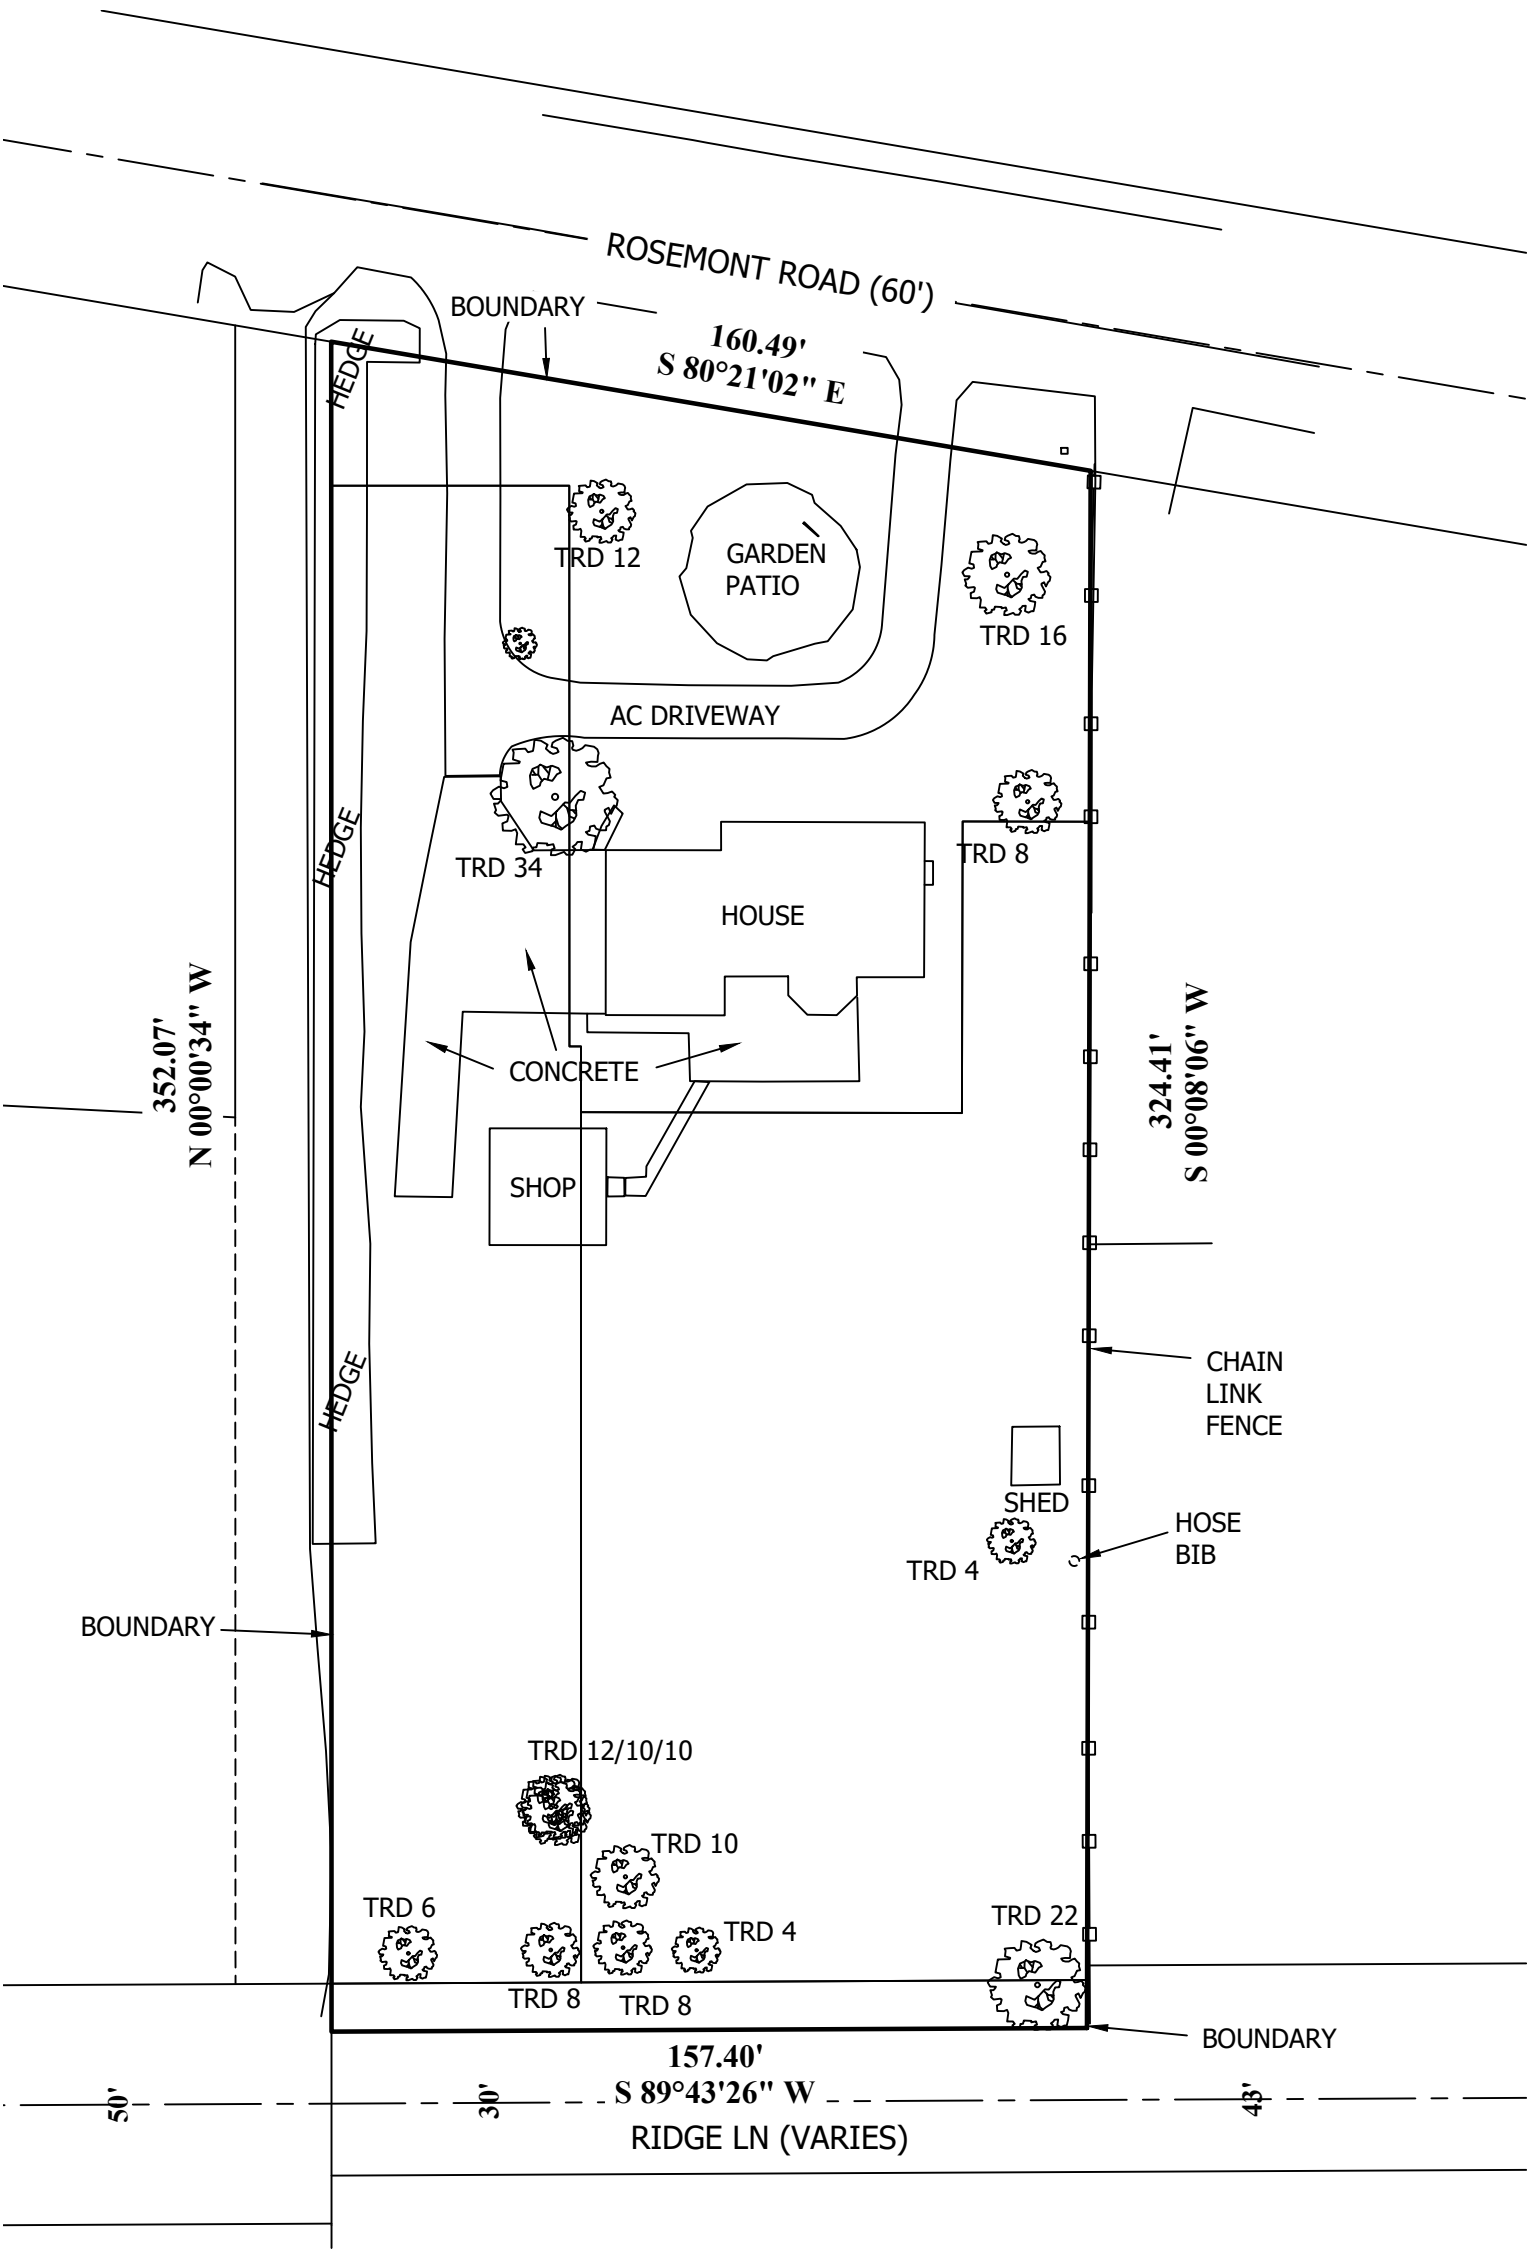 ROSEMONT ROAD (60')
BOUNDARY
160.49'
S 80°21'02" E
HEDGE
TRD 12
GARDEN
PATIO
TRD 16
AC DRIVEWAY
HEDGE
TRD 34
TRD 8
HOUSE
352.07'
N 00°00'34" W
324.41'
S 00°08'06" W
CONCRETE
SHOP
HEDGE
CHAIN
LINK
FENCE
SHED
HOSE
BIB
TRD 4
BOUNDARY
TRD 12/10/10
TRD 10
TRD 6
TRD 22
TRD 4
TRD 8
TRD 8
BOUNDARY
157.40'
S 89°43'26" W
50'
30'
43'
RIDGE LN (VARIES)